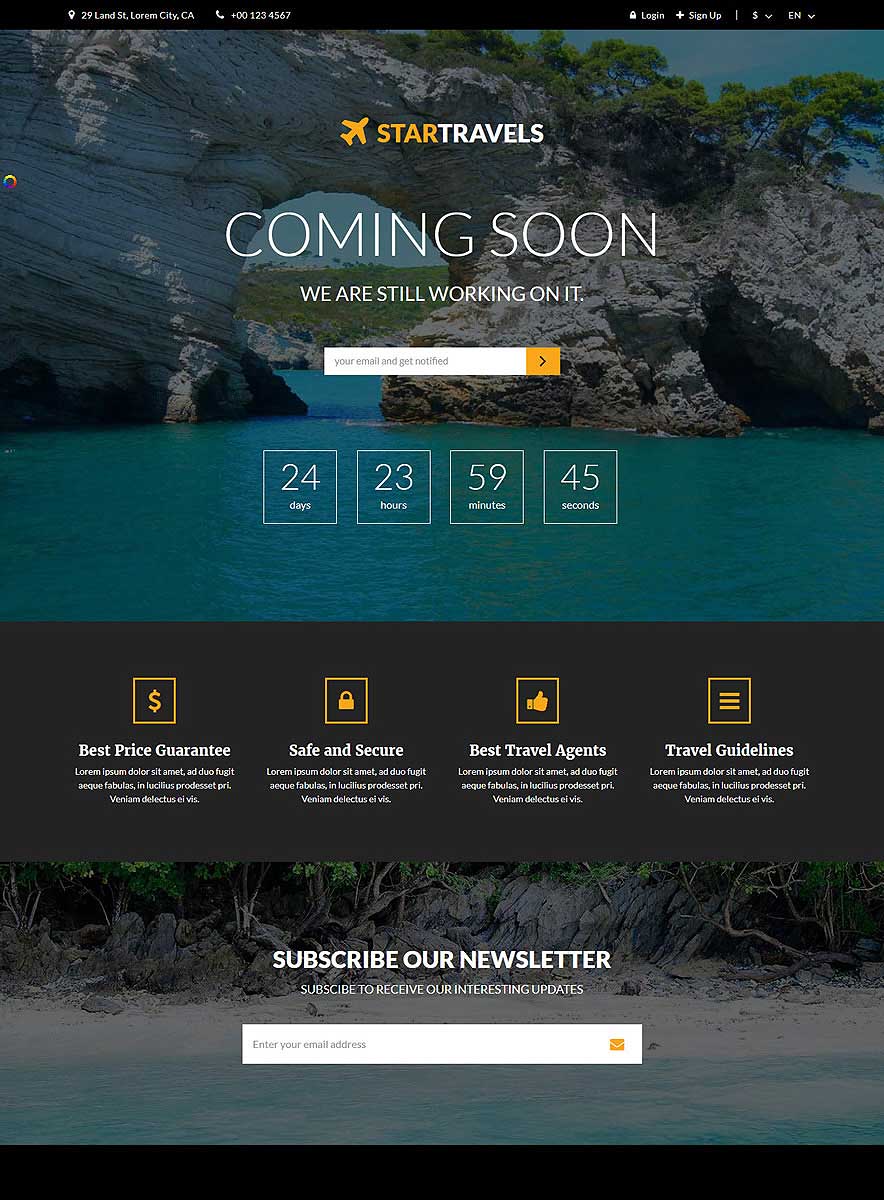 29 Land St, Lorem City, CA +00 123 4567 Login Sign Up | $ EN
STARTRAVELS
COMING SOON
WE ARE STILL WORKING ON IT.
your email and get notified
24 23 59 45
days hours minutes seconds
$
Best Price Guarantee
Lorem ipsum dolor sit amet, ad duo fugit
aeque fabulas, in lucilius prodesset pri.
Veniam delectus ei vis.
Safe and Secure
Lorem ipsum dolor sit amet, ad duo fugit
aeque fabulas, in lucilius prodesset pri.
Veniam delectus ei vis.
Best Travel Agents
Lorem ipsum dolor sit amet, ad duo fugit
aeque fabulas, in lucilius prodesset pri.
Veniam delectus ei vis.
Travel Guidelines
Lorem ipsum dolor sit amet, ad duo fugit
aeque fabulas, in lucilius prodesset pri.
Veniam delectus ei vis.
SUBSCRIBE OUR NEWSLETTER
SUBSCIBE TO RECEIVE OUR INTERESTING UPDATES
Enter your email address